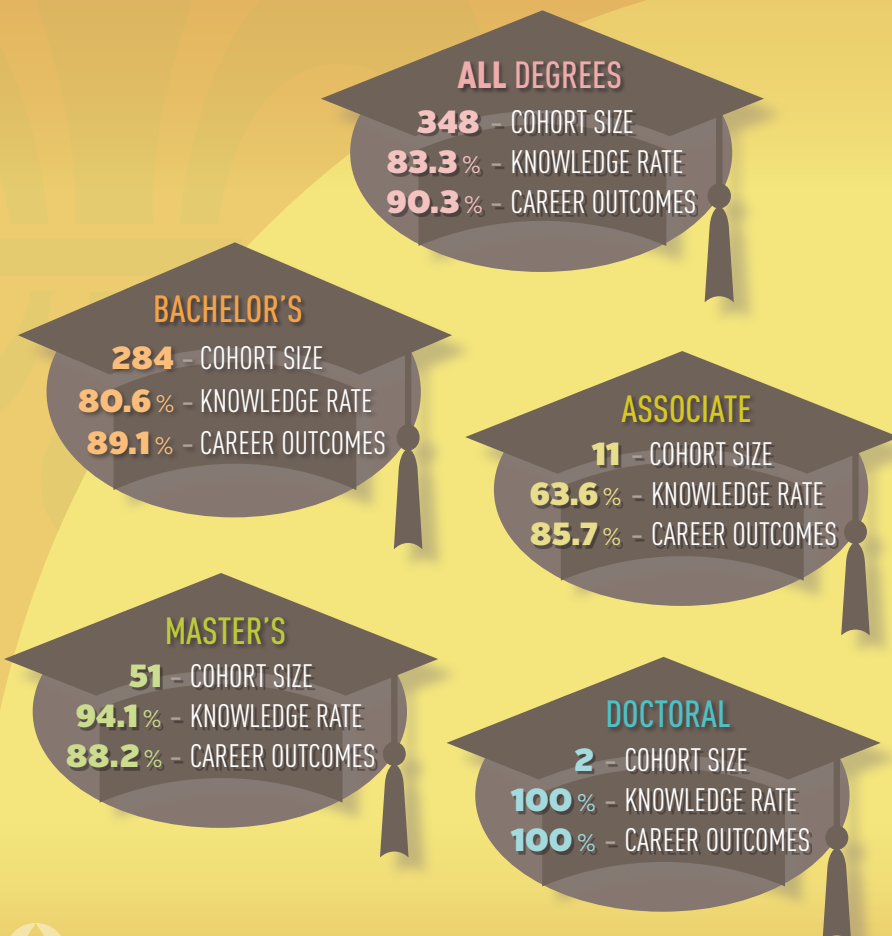 ALL DEGREES
348 - COHORT SIZE
83.3% - KNOWLEDGE RATE
90.3% - CAREER OUTCOMES
BACHELOR'S
284 - COHORT SIZE
80.6% - KNOWLEDGE RATE
89.1% - CAREER OUTCOMES
ASSOCIATE
11 - COHORT SIZE
63.6% - KNOWLEDGE RATE
85.7% - CAREER OUTCOMES
MASTER'S
51 - COHORT SIZE
94.1% - KNOWLEDGE RATE
88.2% - CAREER OUTCOMES
DOCTORAL
2 - COHORT SIZE
100% - KNOWLEDGE RATE
100% - CAREER OUTCOMES